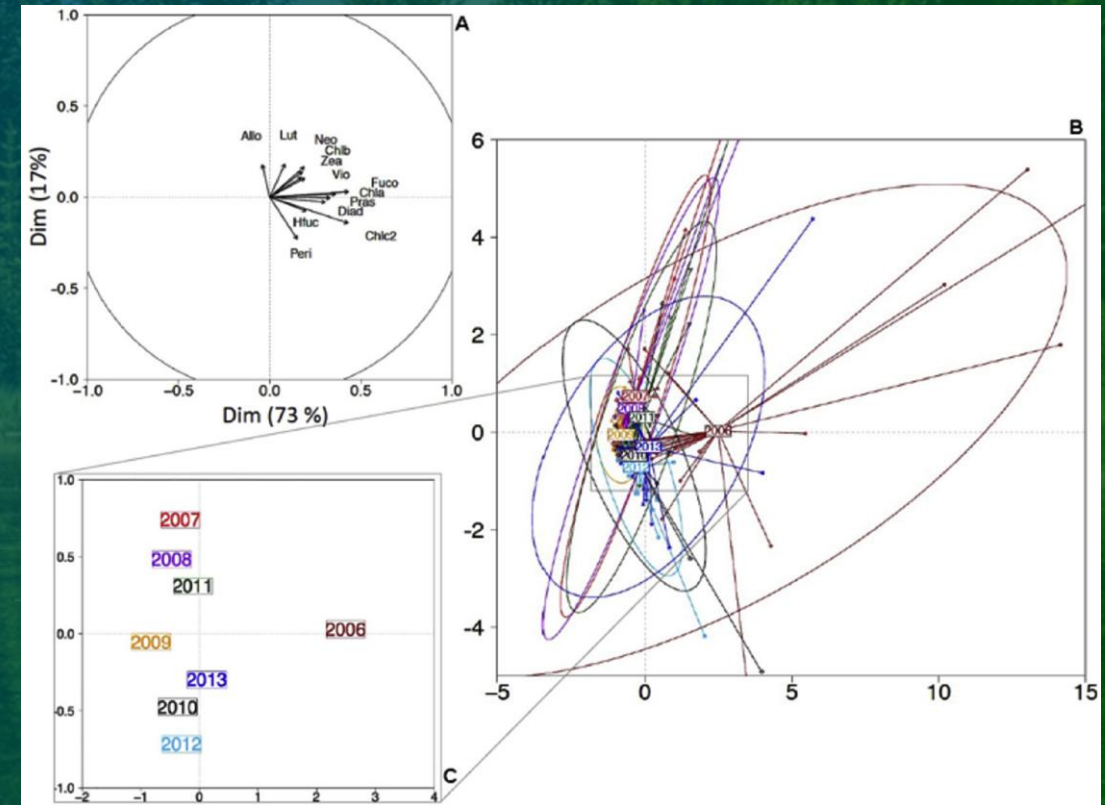 A
1.0
0.5
0.0
−0.5
−1.0
Dim (17%)
Allo Lut Neo
Chlb
Zea
Vio
Fuco
Chla
Pras
Diad
Hfuc
Chlc2
Peri
−1.0 −0.5 0.0 0.5 1.0
Dim (73 %)
B
6
4
2
0
−2
−4
2007
2008
2011
2009
2006
2013
2010
2012
−5 0 5 10 15
1.0
0.5
0.0
-0.5
-1.0
2007
2008
2011
2006
2009
2013
2010
2012
C
−2 −1 0 1 2 3 4